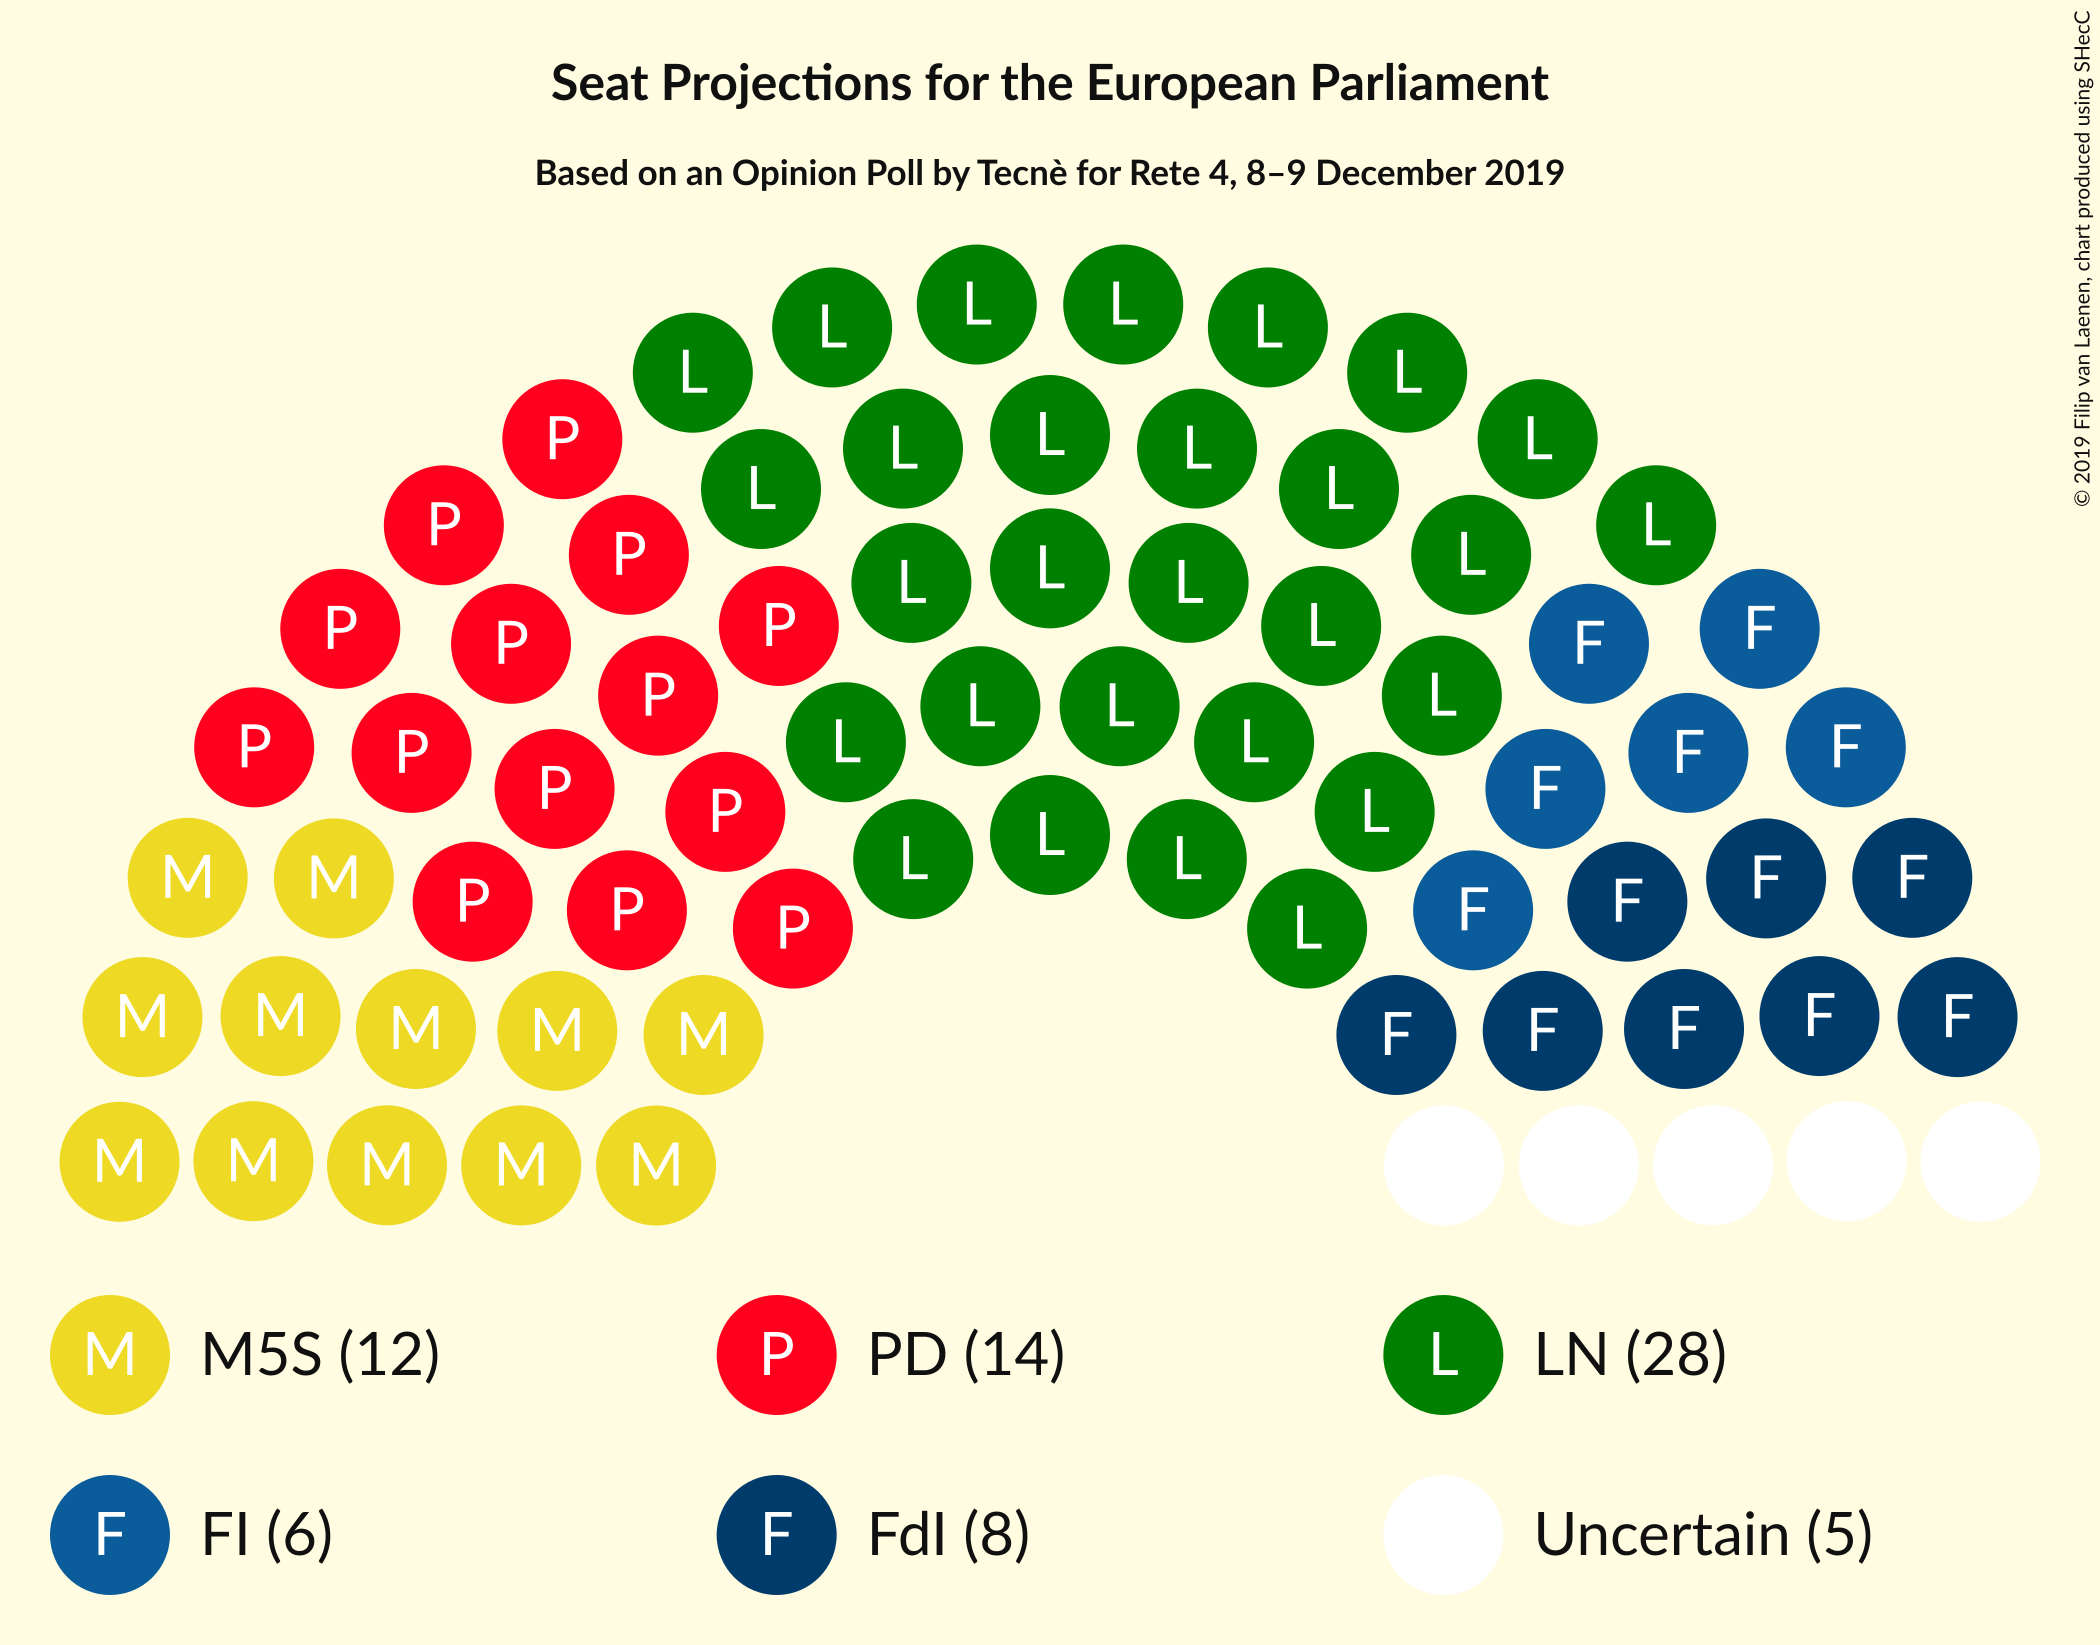 Seat Projections for the European Parliament
Based on an Opinion Poll by Tecnè for Rete 4, 8–9 December 2019
© 2019 Filip van Laenen, chart produced using SHecC
L L
L L
L L
P L L L L
L L
P L
P L
L L L
P P L F
P F
P L
L L
L L
P P F F
P F
P L
L L L
M M F F
P P F F
P L
M M M M M F F F F F
M M M M M
M M5S (12)
P PD (14)
L LN (28)
F FI (6)
F FdI (8)
Uncertain (5)